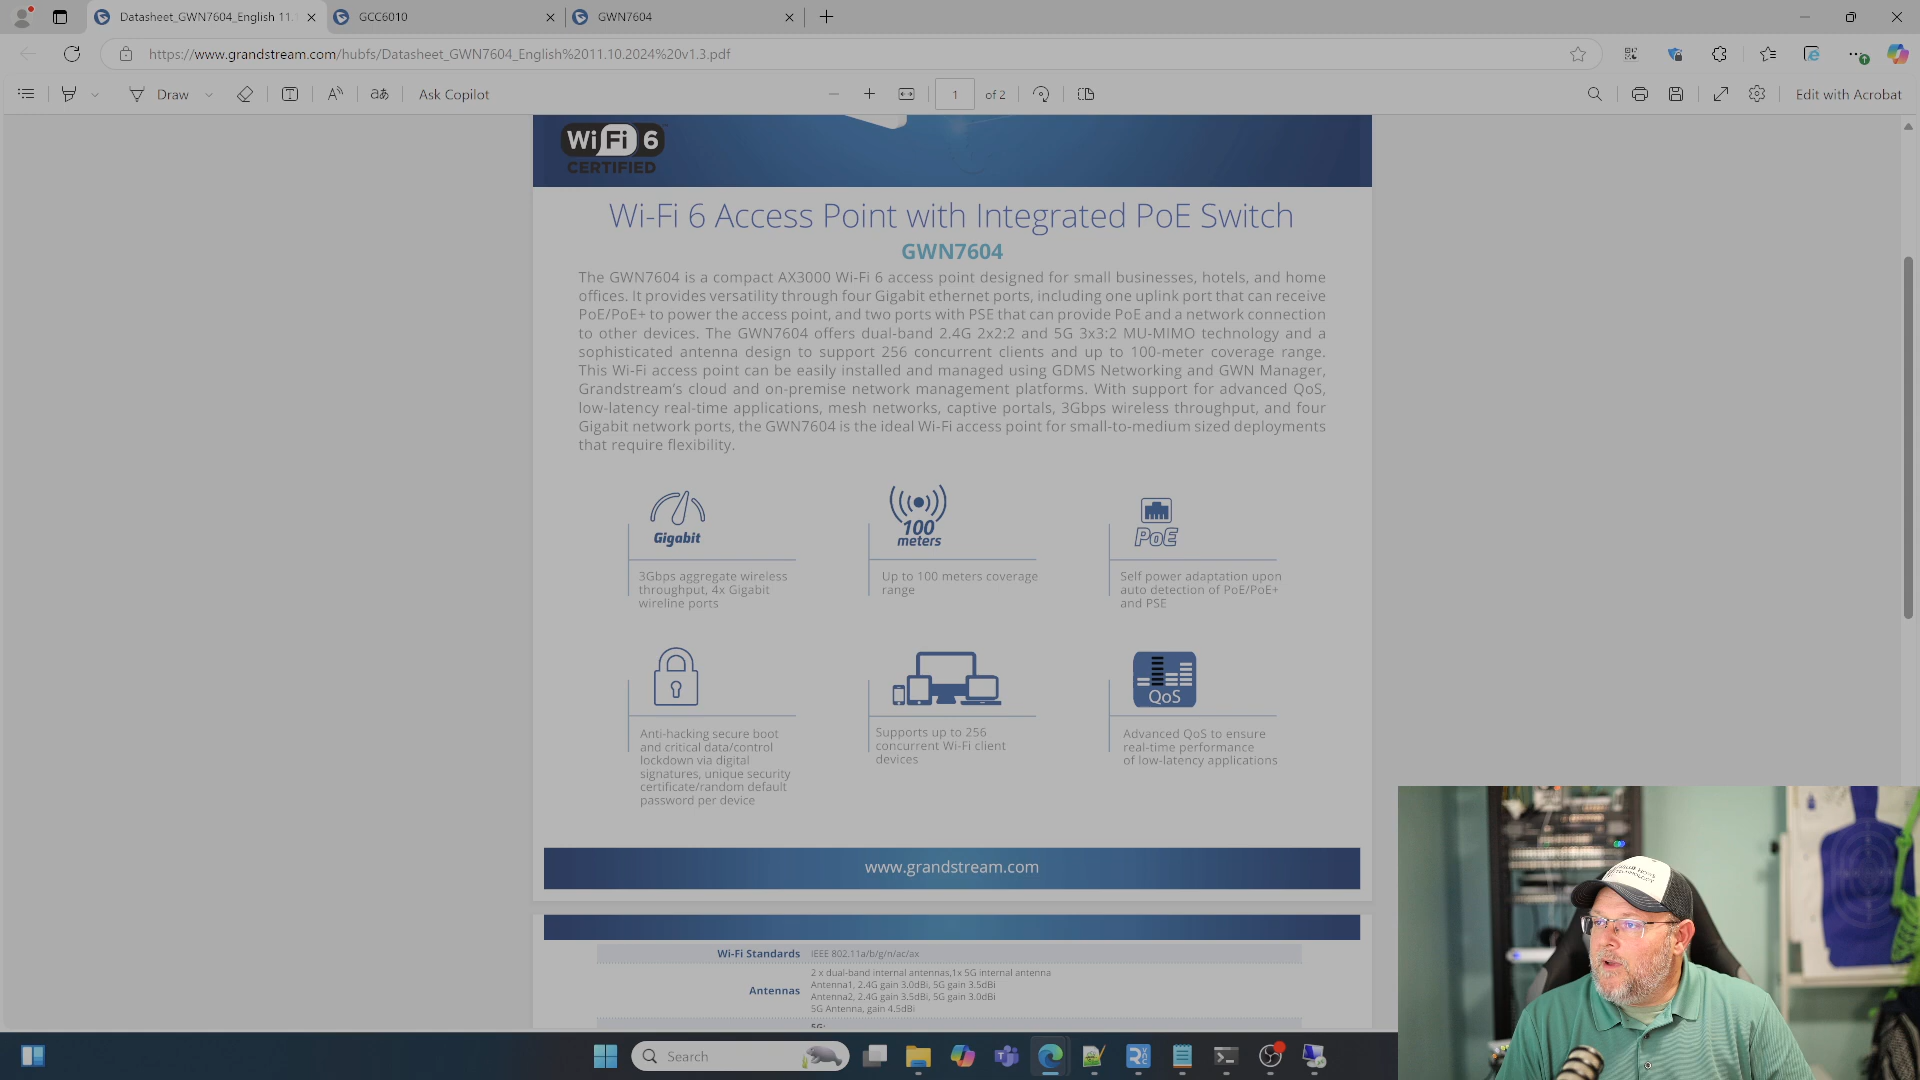 Datasheet_GWN7604_English 11.
GCC6010
GWN7604
https://www.grandstream.com/hubfs/Datasheet_GWN7604_English%2011.10.2024%20v1.3.pdf
Draw
Ask Copilot
1 of 2
Edit with Acrobat
Wi Fi 6
CERTIFIED
Wi-Fi 6 Access Point with Integrated PoE Switch
GWN7604
The GWN7604 is a compact AX3000 Wi-Fi 6 access point designed for small businesses, hotels, and home
offices. It provides versatility through four Gigabit ethernet ports, including one uplink port that can receive
PoE/PoE+ to power the access point, and two ports with PSE that can provide PoE and a network connection
to other devices. The GWN7604 offers dual-band 2.4G 2x2:2 and 5G 3x3:2 MU-MIMO technology and a
sophisticated antenna design to support 256 concurrent clients and up to 100-meter coverage range.
This Wi-Fi access point can be easily installed and managed using GDMS Networking and GWN Manager,
Grandstream's cloud and on-premise network management platforms. With support for advanced QoS,
low-latency real-time applications, mesh networks, captive portals, 3Gbps wireless throughput, and four
Gigabit network ports, the GWN7604 is the ideal Wi-Fi access point for small-to-medium sized deployments
that require flexibility.
Gigabit
3Gbps aggregate wireless
throughput, 4x Gigabit
wireline ports
100
meters
Up to 100 meters coverage
range
PoE
Self power adaptation upon
auto detection of PoE/PoE+
and PSE
Anti-hacking secure boot
and critical data/control
lockdown via digital
signatures, unique security
certificate/random default
password per device
Supports up to 256
concurrent Wi-Fi client
devices
QoS
Advanced QoS to ensure
real-time performance
of low-latency applications
www.grandstream.com
Wi-Fi Standards IEEE 802.11a/b/g/n/ac/ax
Antennas
2 x dual-band internal antennas,1x 5G internal antenna
Antenna1, 2.4G gain 3.0dBi, 5G gain 3.5dBi
Antenna2, 2.4G gain 3.5dBi, 5G gain 3.0dBi
5G Antenna, gain 4.5dBi
5G:
Search